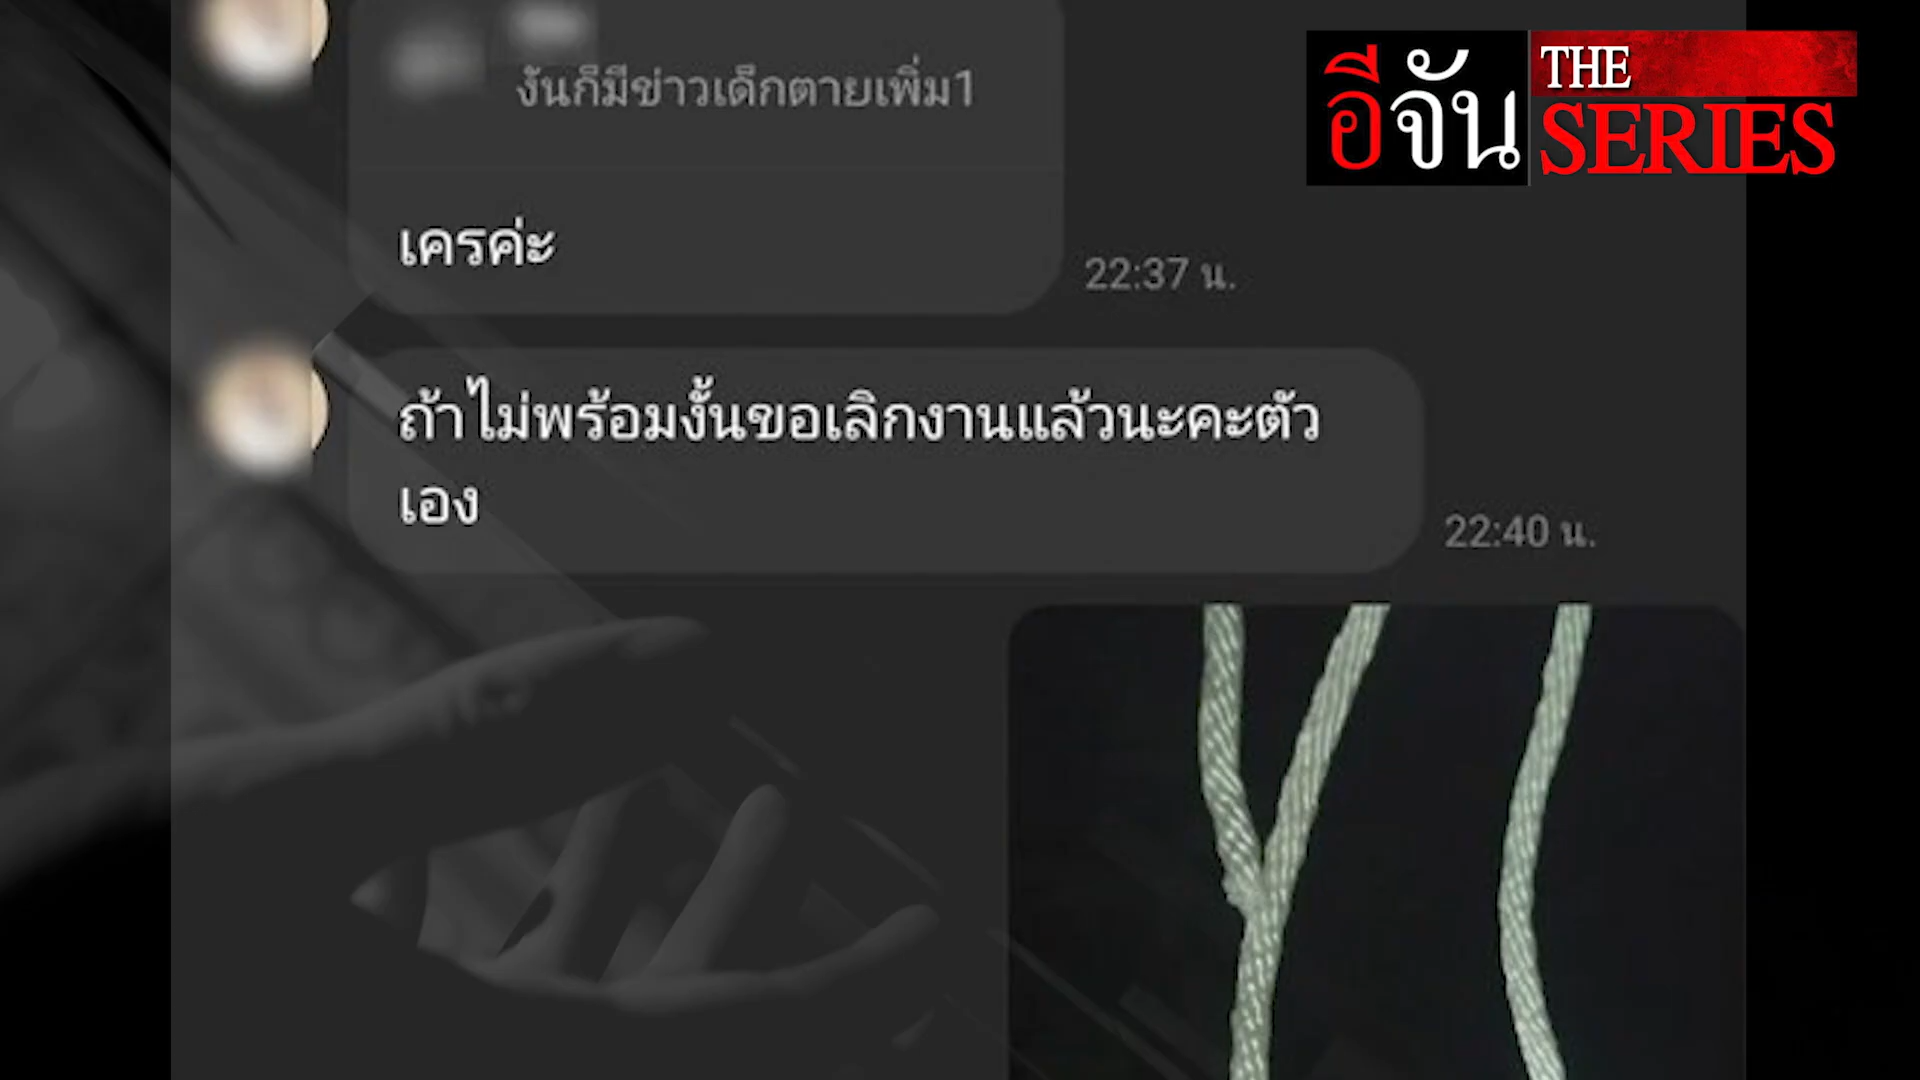 งั้นก็มีข่าวเด็กตายเพิ่ม1
อีจัน THE SERIES
เครค่ะ
22:37 น.
ถ้าไม่พร้อมงั้นขอเลิกงานแล้วนะคะตัว
เอง
22:40 น.